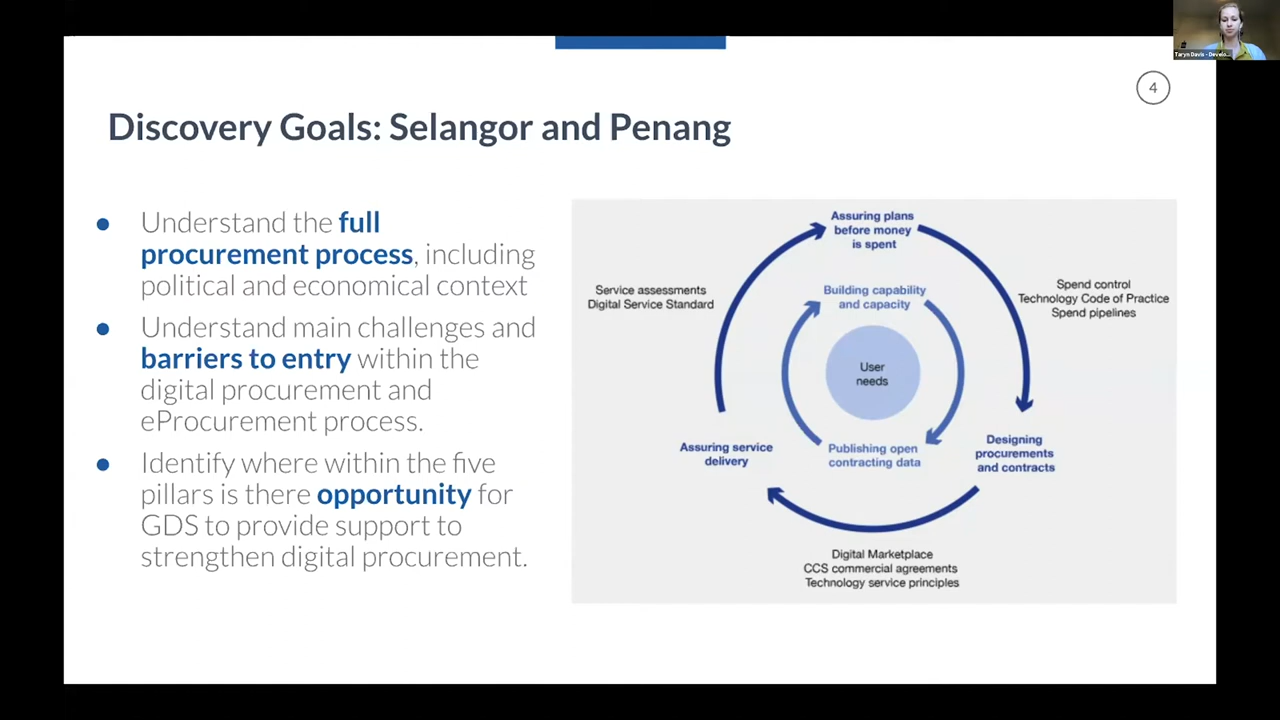 Taryn Davis - Develo...
4
Discovery Goals: Selangor and Penang
● Understand the full
procurement process, including
political and economical context
● Understand main challenges and
barriers to entry within the
digital procurement and
eProcurement process.
● Identify where within the five
pillars is there opportunity for
GDS to provide support to
strengthen digital procurement.
Assuring plans
before money
is spent
Service assessments
Digital Service Standard
Building capability
and capacity
Spend control
Technology Code of Practice
Spend pipelines
User
needs
Assuring service
delivery
Publishing open
contracting data
Designing
procurements
and contracts
Digital Marketplace
CCS commercial agreements
Technology service principles